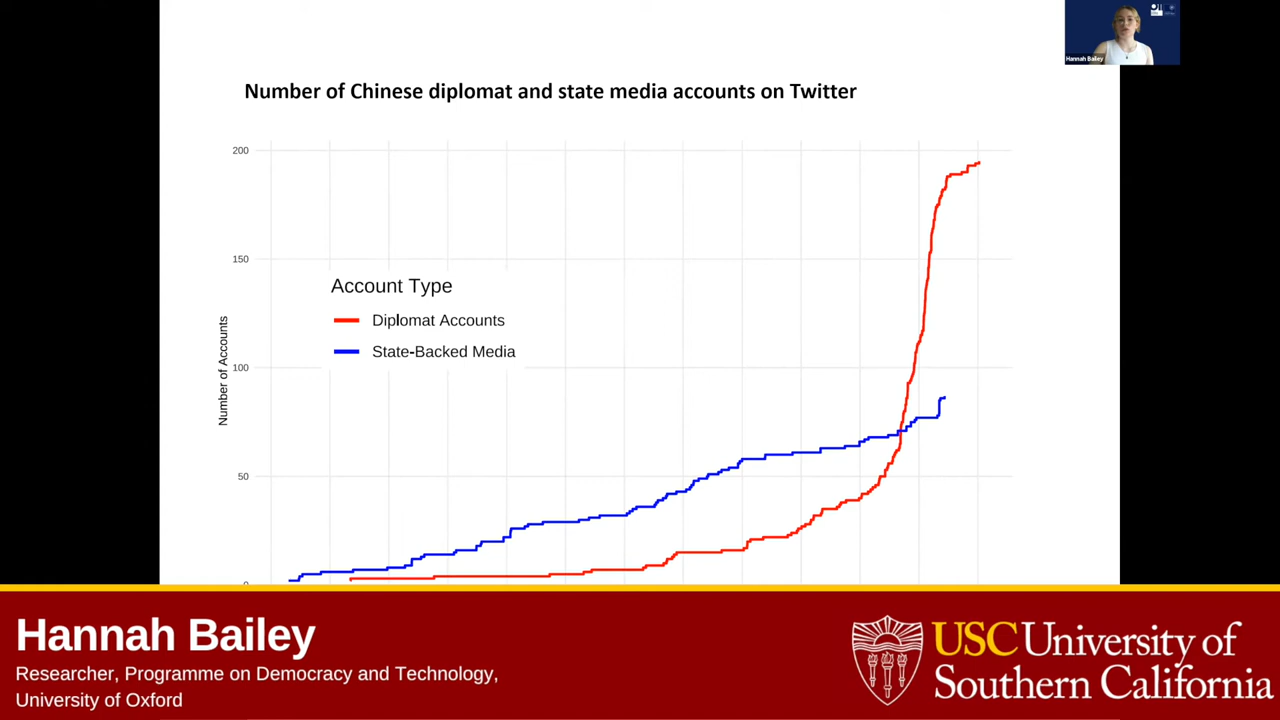 Hannah Bailey
Number of Chinese diplomat and state media accounts on Twitter
200
150
100
50
0
Number of Accounts
Account Type
Diplomat Accounts
State-Backed Media
Hannah Bailey
Researcher, Programme on Democracy and Technology,
University of Oxford
USC University of
Southern California